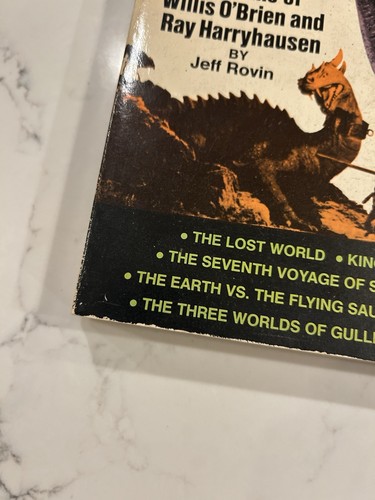 Willis O'Brien and
Ray Harryhausen
BY
Jeff Rovin
• THE LOST WORLD • KING
• THE SEVENTH VOYAGE OF S
• THE EARTH VS. THE FLYING SAU
• THE THREE WORLDS OF GULLI